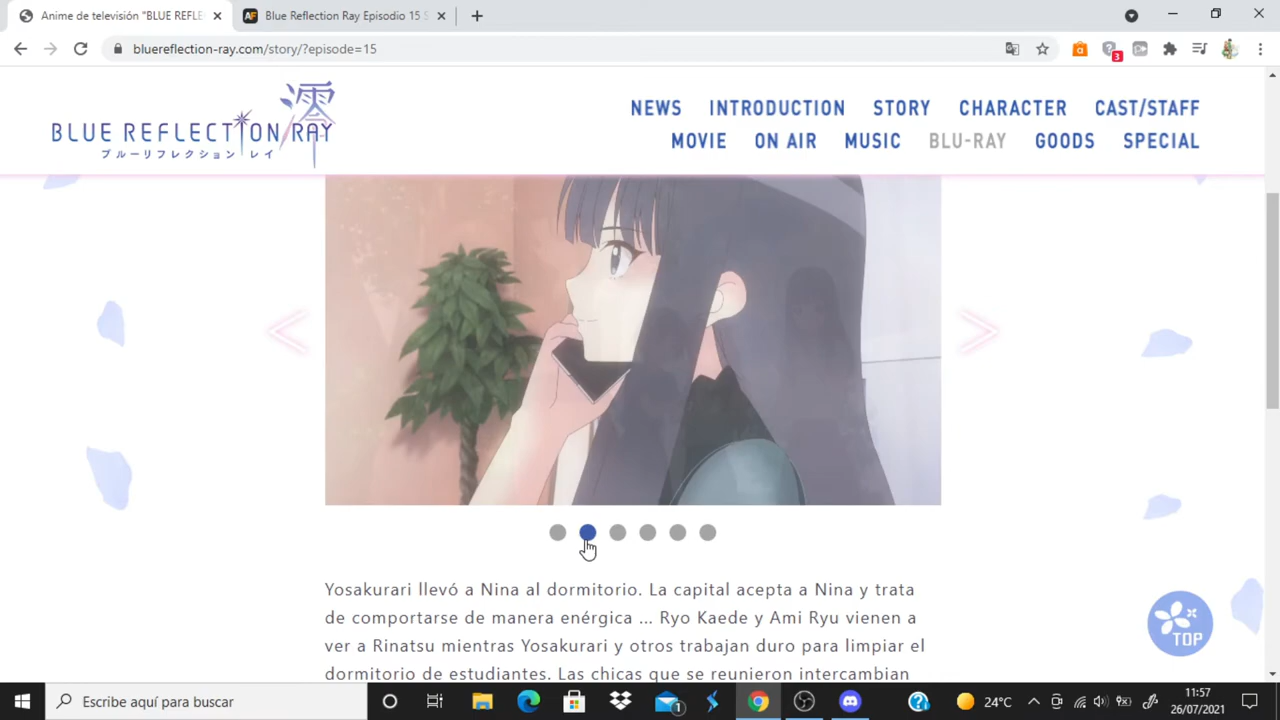 Anime de televisión "BLUE REFLE
Blue Reflection Ray Episodio 15 S
bluereflection-ray.com/story/?episode=15
3
澪
BLUE REFLECTION RAY
ブルーリフレクション レイ
NEWS INTRODUCTION STORY CHARACTER CAST/STAFF
MOVIE ON AIR MUSIC BLU-RAY GOODS SPECIAL
Yosakurari llevó a Nina al dormitorio. La capital acepta a Nina y trata
de comportarse de manera enérgica ... Ryo Kaede y Ami Ryu vienen a
ver a Rinatsu mientras Yosakurari y otros trabajan duro para limpiar el
dormitorio de estudiantes. Las chicas que se reunieron intercambian
TOP
Escribe aquí para buscar
1
24°C
11:57
26/07/2021